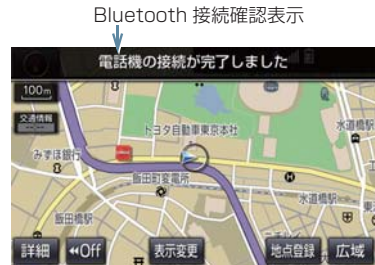 Bluetooth 接続確認表示
電話機の接続が完了しました
100m
交通情報
トヨタ自動車東京本社
水道橋駅
みずほ銀行
飯田町変電所
水道橋駅
飯田橋駅
詳細
◀◀Off
表示変更
地点登録
広域